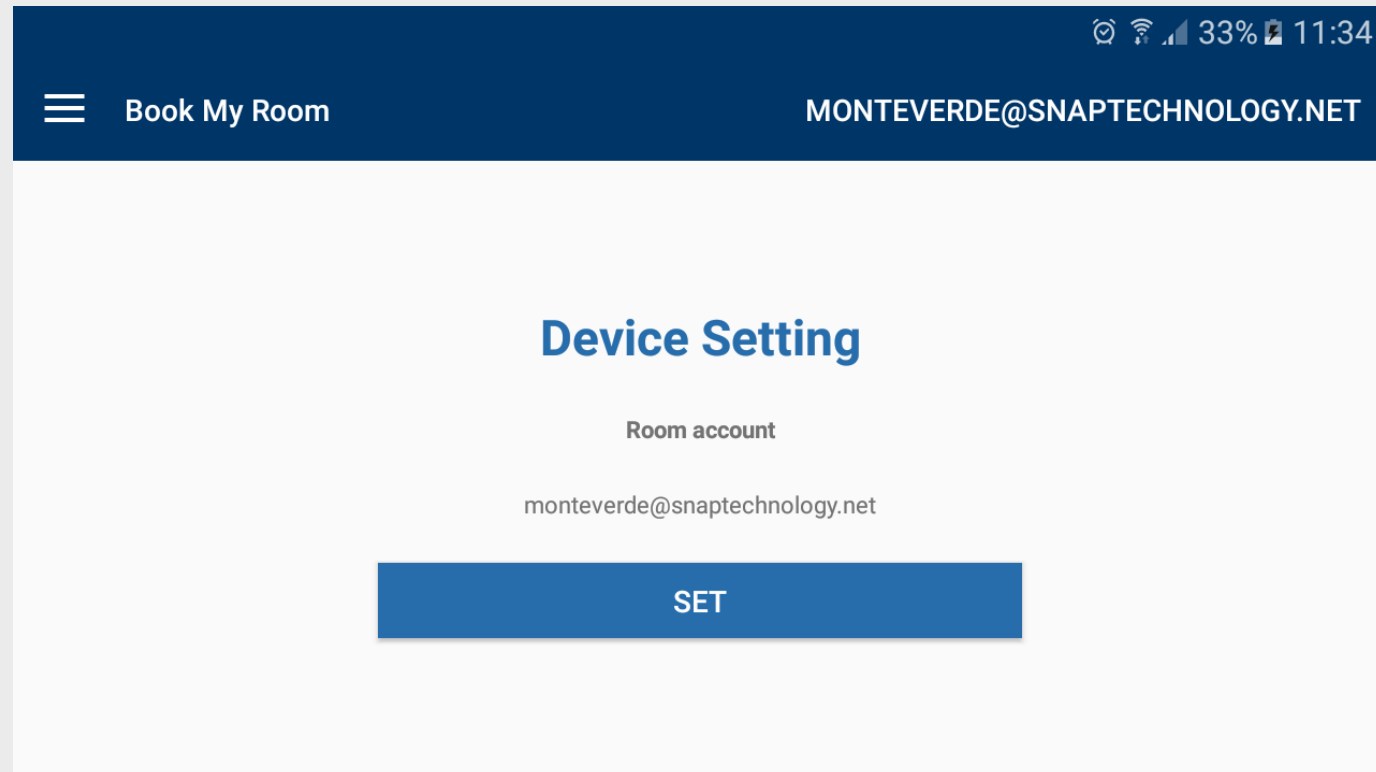 33% 11:34
Book My Room MONTEVERDE@SNAPTECHNOLOGY.NET
Device Setting
Room account
monteverde@snaptechnology.net
SET